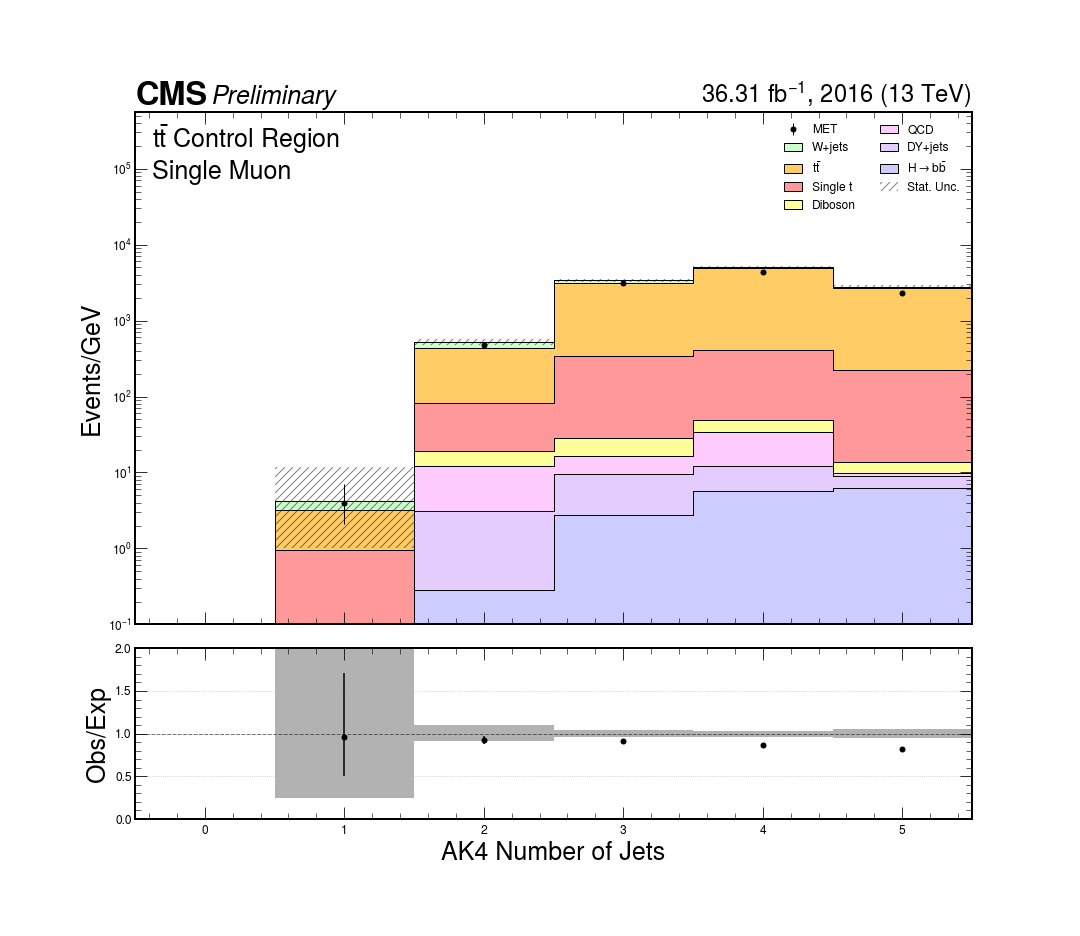 CMS Preliminary 36.31 fb⁻¹, 2016 (13 TeV)
tt̄ Control Region
Single Muon
MET QCD
W+jets DY+jets
tt̄ H→bb̄
Single t Stat. Unc.
Diboson
10⁵
10⁴
10³
10²
10¹
10⁰
10⁻¹
Events/GeV
2.0
1.5
1.0
0.5
0.0
Obs/Exp
0 1 2 3 4 5
AK4 Number of Jets